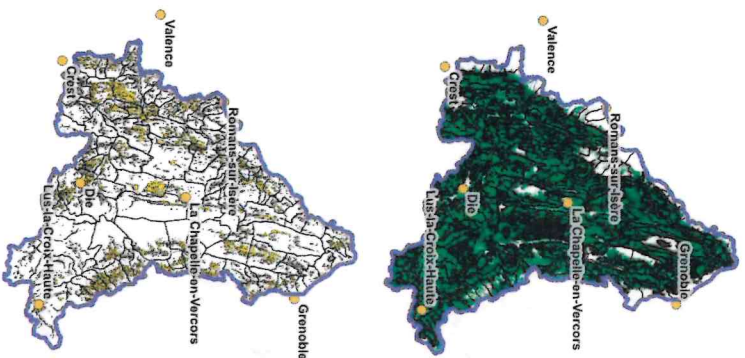 Valence
Crest
Romans-sur-Isère
Die
La Chapelle-en-Vercors
Lus-la-Croix-Haute
Grenoble
Valence
Crest
Romans-sur-Isère
Die
La Chapelle-en-Vercors
Lus-la-Croix-Haute
Grenoble